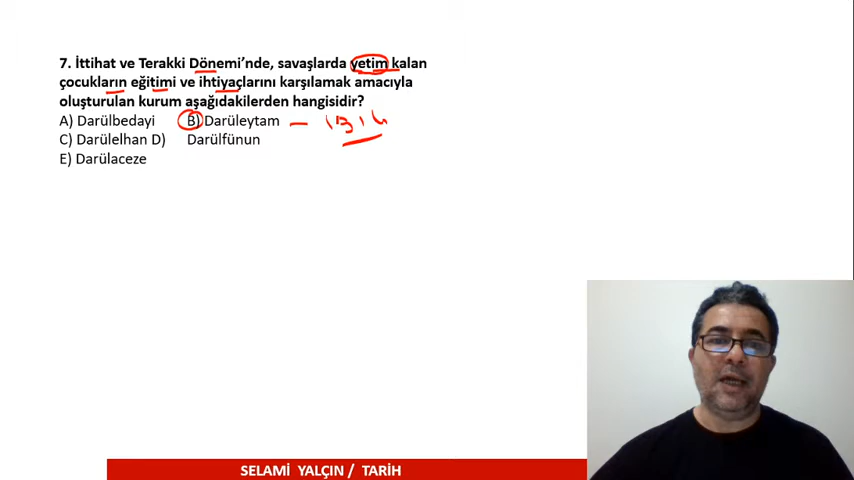 7. İttihat ve Terakki Dönemi’nde, savaşlarda yetim kalan
çocukların eğitimi ve ihtiyaçlarını karşılamak amacıyla
oluşturulan kurum aşağıdakilerden hangisidir?
A) Darülbedayi B) Darüleytam – 1914
C) Darülelhan D) Darülfünun
E) Darülaceze
SELAMİ YALÇIN / TARİH